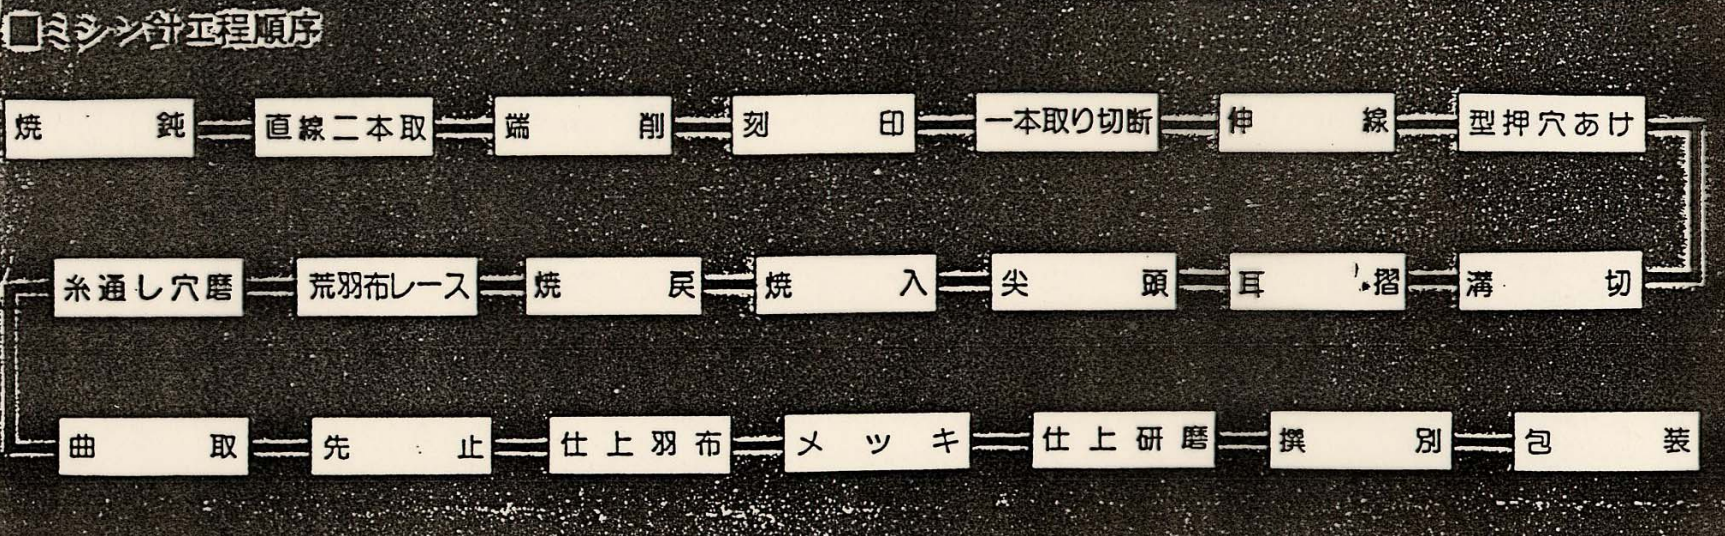 □ミシン針工程順序
焼鈍 直線二本取 端削 刻印 一本取り切断 伸線 型押穴あけ
糸通し穴磨 荒羽布レース 焼戻 焼入 尖頭 耳摺 溝切
曲取 先止 仕上羽布 メッキ 仕上研磨 撰別 包装